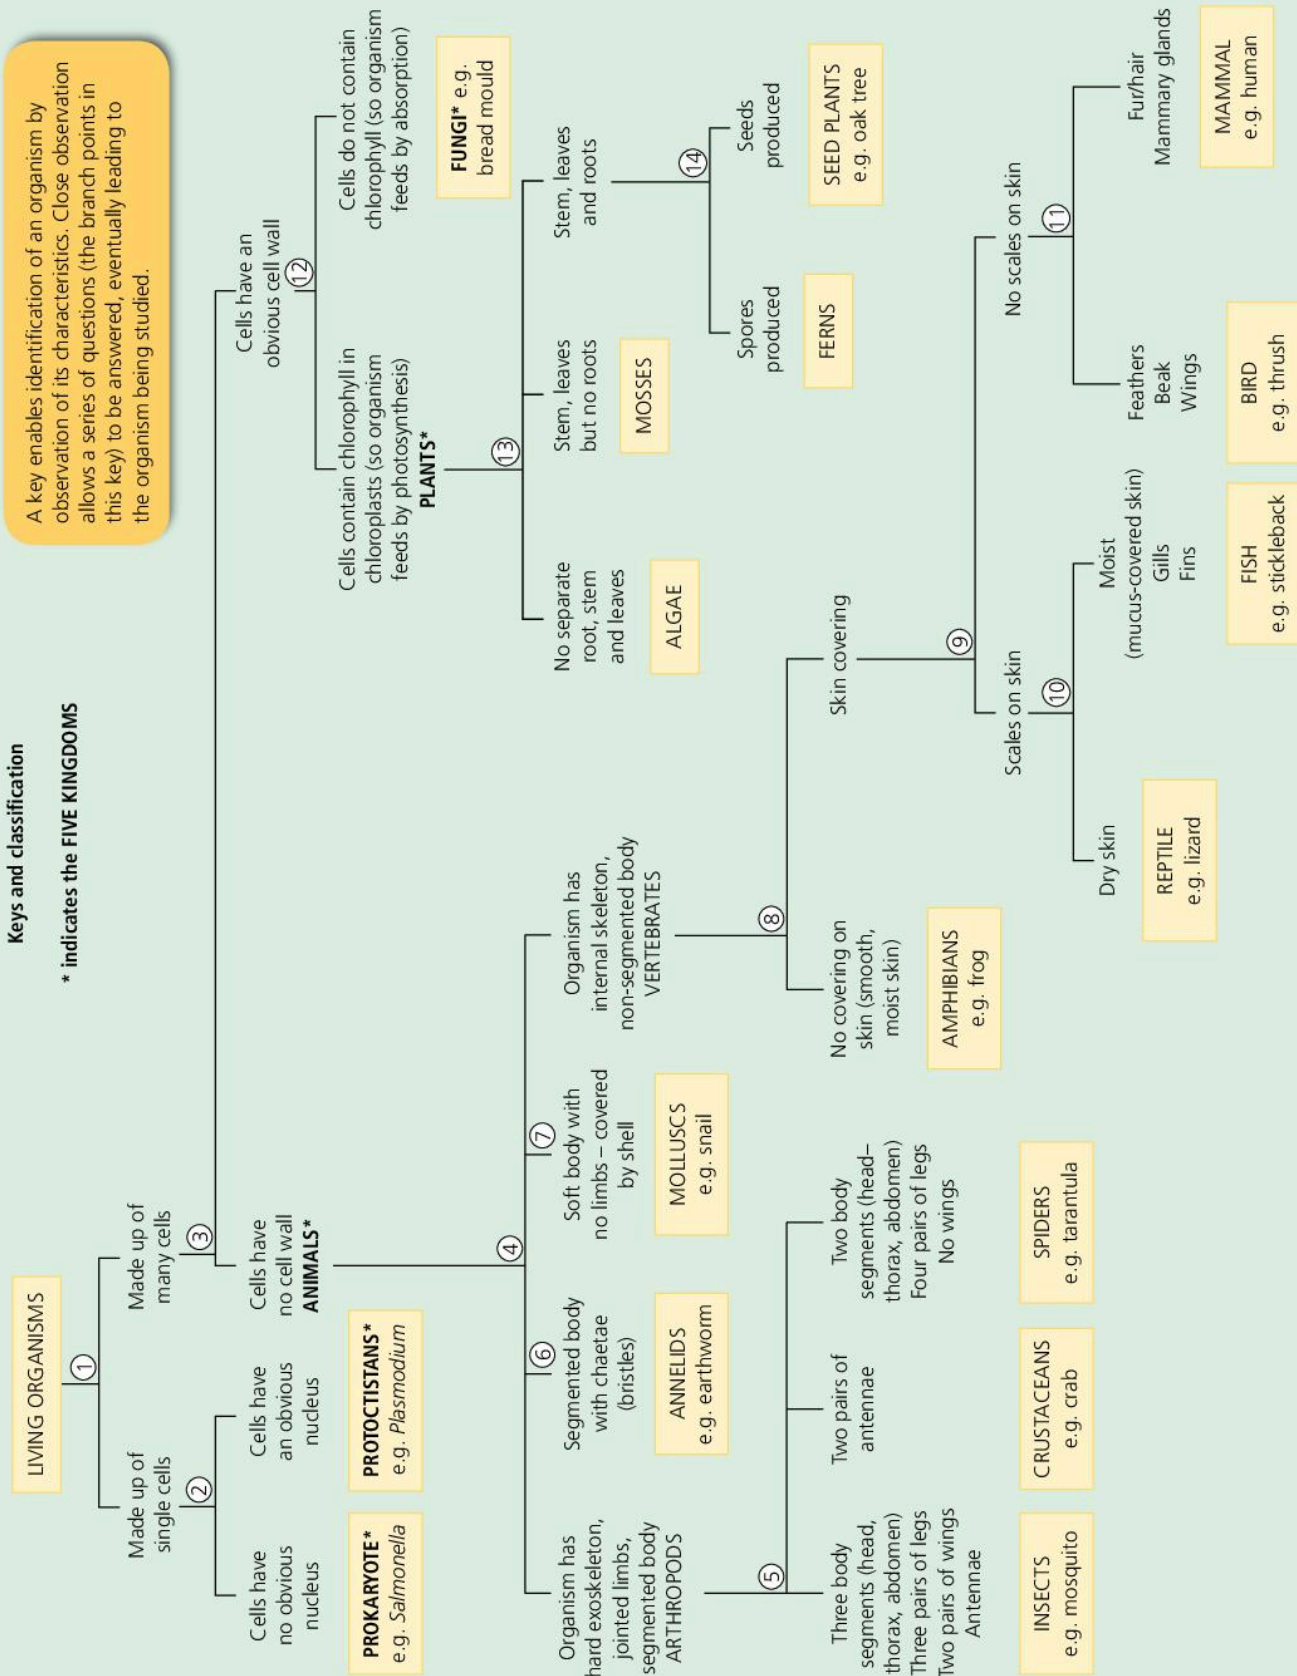 Keys and classification
* indicates the FIVE KINGDOMS
A key enables identification of an organism by
observation of its characteristics. Close observation
allows a series of questions (the branch points in
this key) to be answered, eventually leading to
the organism being studied.
LIVING ORGANISMS
1
Made up of
single cells
Made up of
many cells
2
Cells have
no obvious
nucleus
PROKARYOTE*
e.g. Salmonella
Cells have
an obvious
nucleus
PROTOCTISTANS*
e.g. Plasmodium
3
Cells have
no cell wall
ANIMALS*
Cells have an
obvious cell wall
12
Cells contain chlorophyll in
chloroplasts (so organism
feeds by photosynthesis)
PLANTS*
Cells do not contain
chlorophyll (so organism
feeds by absorption)
FUNGI* e.g.
bread mould
13
No separate
root, stem
and leaves
ALGAE
Stem, leaves
but no roots
MOSSES
Stem, leaves
and roots
14
Spores
produced
FERNS
Seeds
produced
SEED PLANTS
e.g. oak tree
4
Organism has
hard exoskeleton,
jointed limbs,
segmented body
ARTHROPODS
6
Segmented body
with chaetae
(bristles)
ANNELIDS
e.g. earthworm
7
Soft body with
no limbs – covered
by shell
MOLLUSCS
e.g. snail
Organism has
internal skeleton,
non-segmented body
VERTEBRATES
5
Three body
segments (head,
thorax, abdomen)
Three pairs of legs
Two pairs of wings
Antennae
INSECTS
e.g. mosquito
Two pairs of
antennae
CRUSTACEANS
e.g. crab
Two body
segments (head–
thorax, abdomen)
Four pairs of legs
No wings
SPIDERS
e.g. tarantula
8
No covering on
skin (smooth,
moist skin)
AMPHIBIANS
e.g. frog
Skin covering
9
Scales on skin
No scales on skin
10
Dry skin
REPTILE
e.g. lizard
Moist
(mucus-covered skin)
Gills
Fins
FISH
e.g. stickleback
11
Feathers
Beak
Wings
BIRD
e.g. thrush
Fur/hair
Mammary glands
MAMMAL
e.g. human